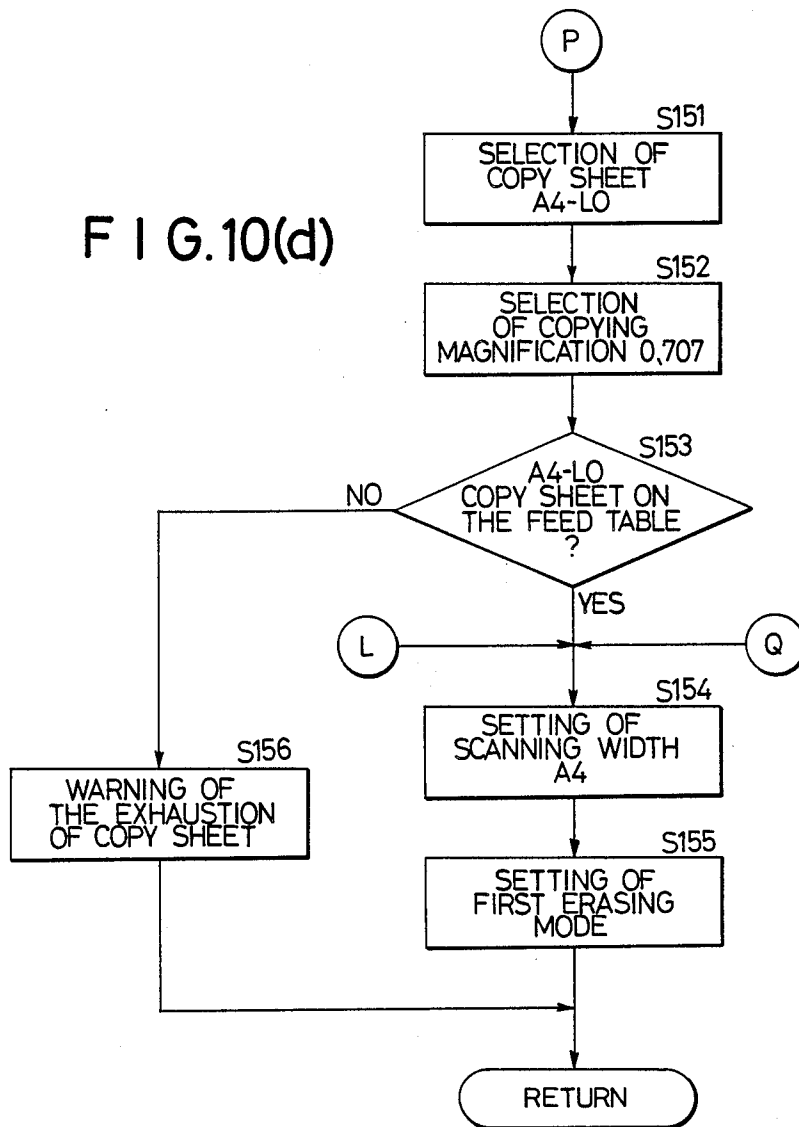 P
S151
SELECTION OF
COPY SHEET
A4-LO
F I G.10(d)
S152
SELECTION
OF COPYING
MAGNIFICATION 0.707
S153
A4-LO
COPY SHEET ON
THE FEED TABLE
?
NO
YES
L
Q
S154
SETTING OF
SCANNING WIDTH
A4
S156
WARNING OF
THE EXHAUSTION
OF COPY SHEET
S155
SETTING OF
FIRST ERASING
MODE
RETURN